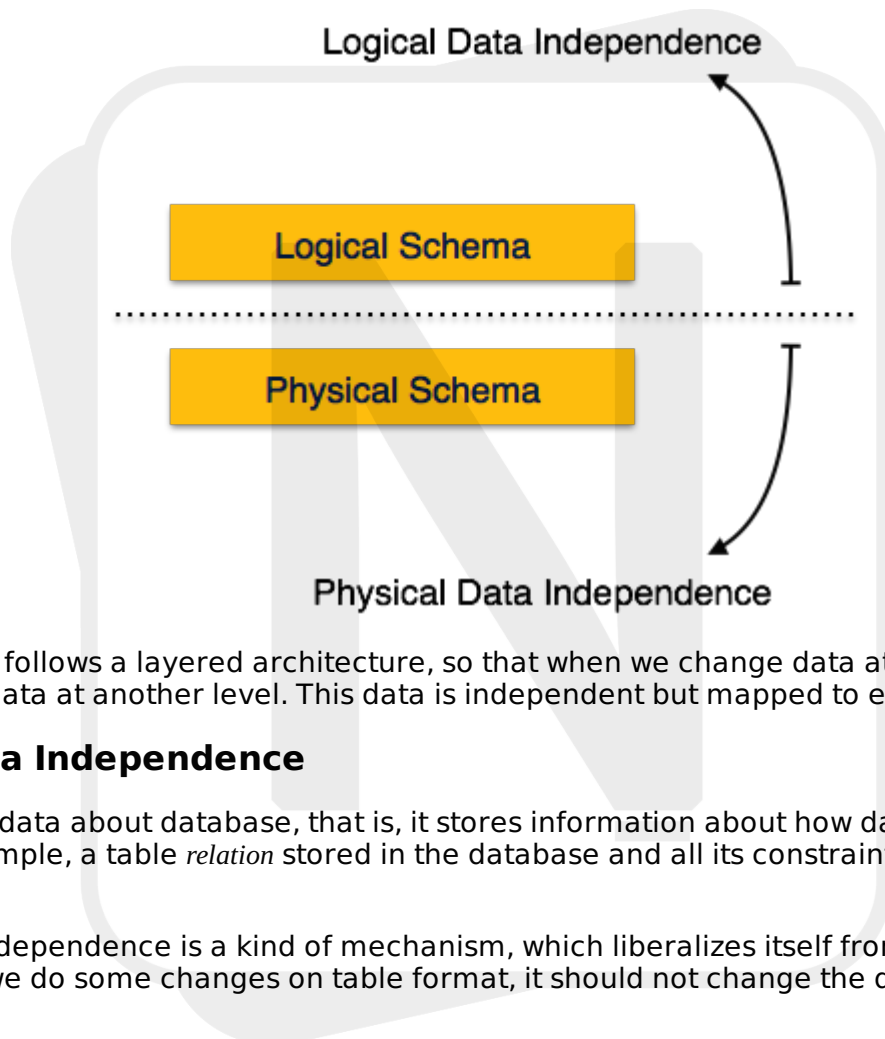 Logical Data Independence
Logical Schema
Physical Schema
Physical Data Independence
follows a layered architecture, so that when we change data at
ata at another level. This data is independent but mapped to e
a Independence
data about database, that is, it stores information about how da
mple, a table relation stored in the database and all its constraint
dependence is a kind of mechanism, which liberalizes itself from
we do some changes on table format, it should not change the d